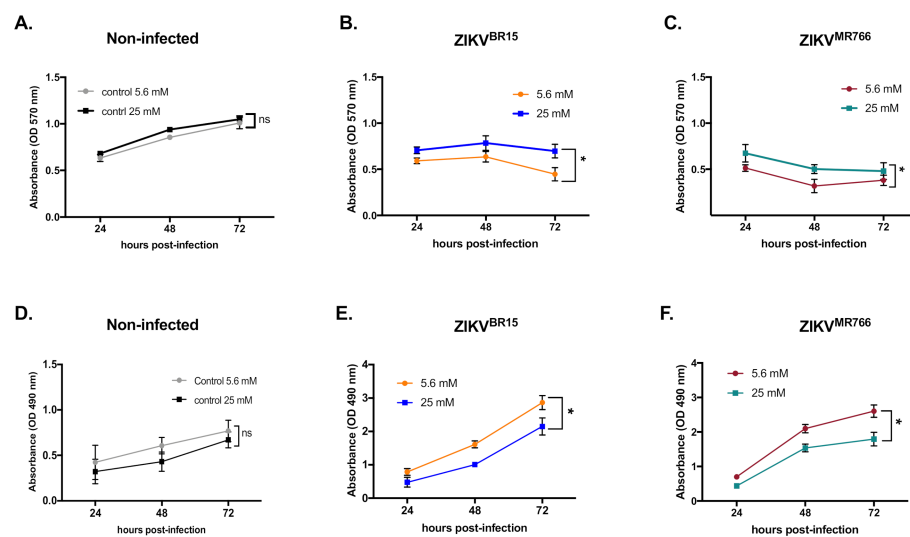 A.
Non-infected
Absorbance (OD 570 nm)
1.5
1.0
0.5
0.0
control 5.6 mM
contrl 25 mM
ns
24 48 72
hours post-infection
B.
ZIKVBR15
Absorbance (OD 570 nm)
1.5
1.0
0.5
0.0
5.6 mM
25 mM
*
24 48 72
hours post-infection
C.
ZIKVMR766
Absorbance (OD 570 nm)
1.5
1.0
0.5
5.6 mM
25 mM
*
24 48 72
hours post-infection
D.
Non-infected
Absorbance (OD 490 nm)
1.5
1.0
0.5
0.0
Control 5.6 mM
control 25 mM
ns
24 48 72
hours post-infection
E.
ZIKVBR15
Absorbance (OD 490 nm)
4
3
2
1
0
5.6 mM
25 mM
*
24 48 72
hours post-infection
F.
ZIKVMR766
Absorbance (OD 490 nm)
4
3
2
1
0
5.6 mM
25 mM
*
24 48 72
hours post-infection